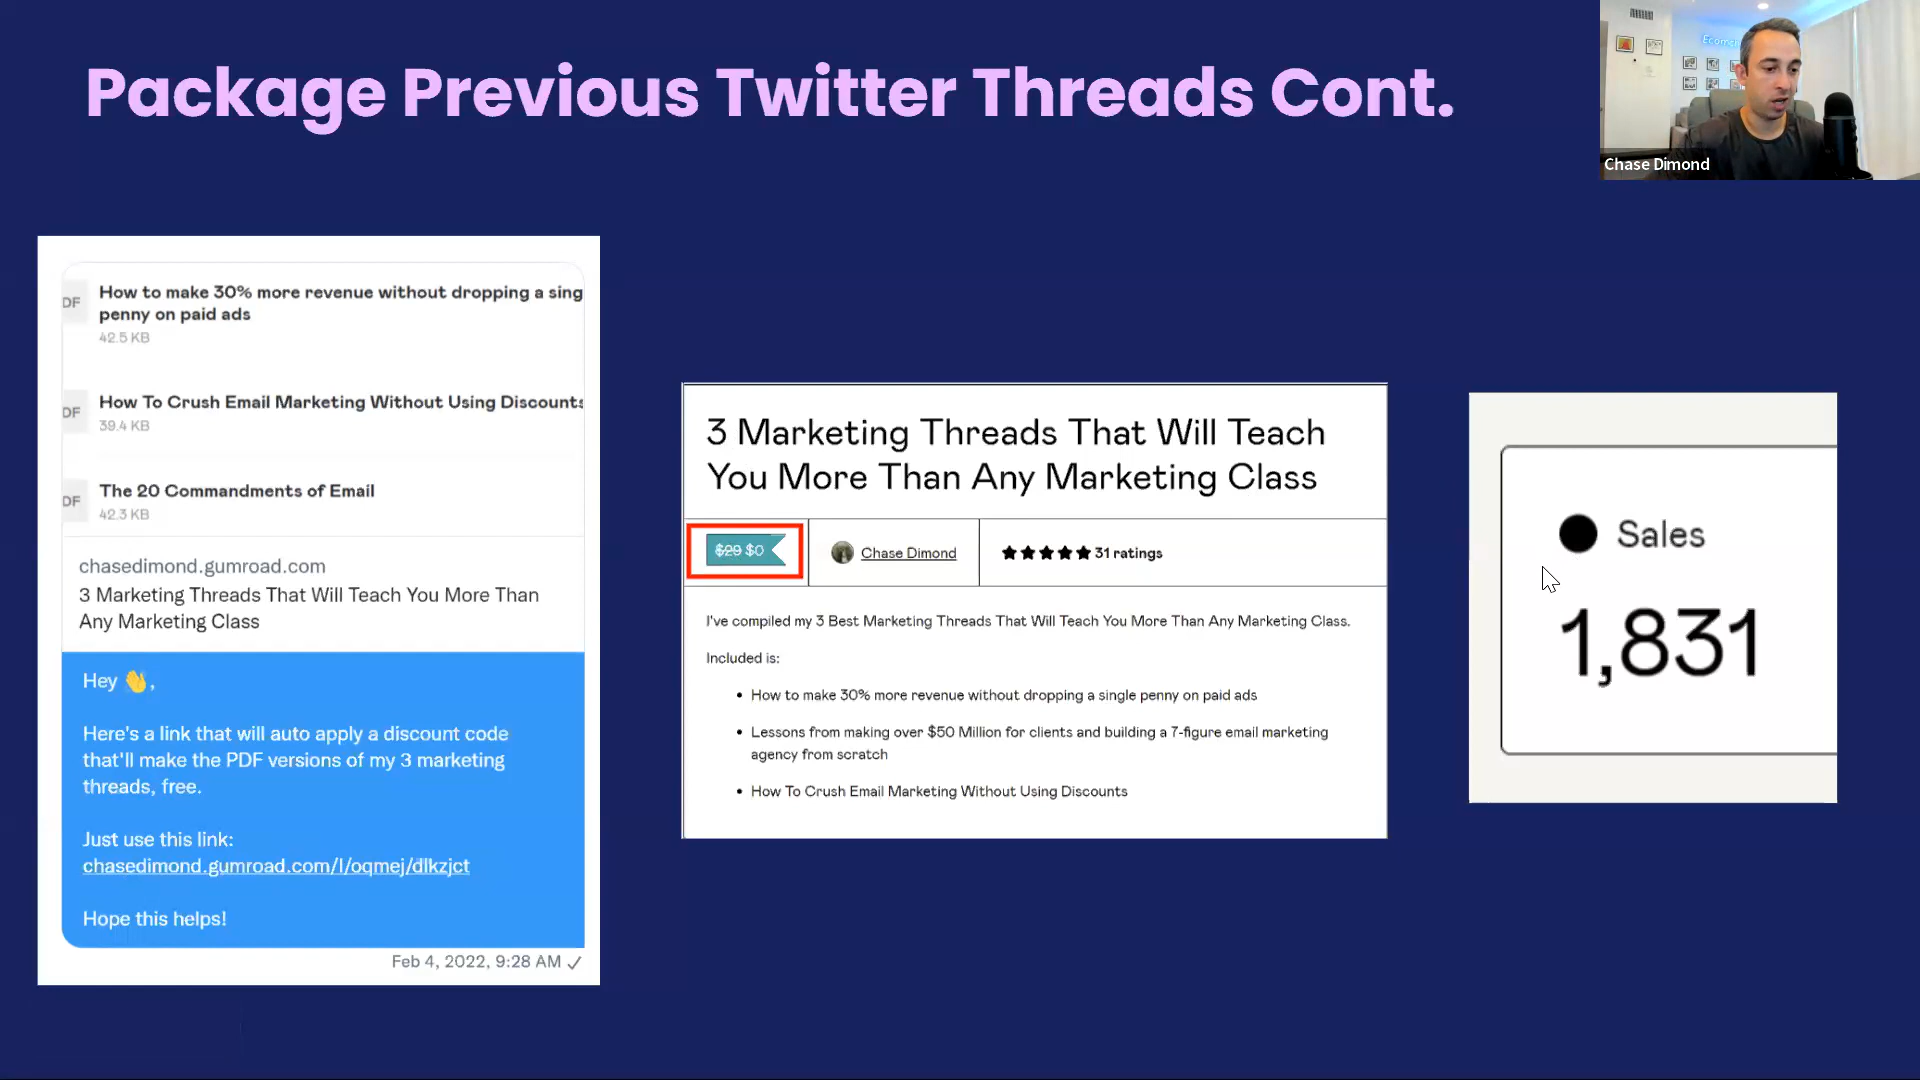 Package Previous Twitter Threads Cont.
Chase Dimond
DF
How to make 30% more revenue without dropping a sing
penny on paid ads
42.5 KB
DF
How To Crush Email Marketing Without Using Discounts
39.4 KB
DF
The 20 Commandments of Email
42.3 KB
chasedimond.gumroad.com
3 Marketing Threads That Will Teach You More Than
Any Marketing Class
Hey 👋,
Here's a link that will auto apply a discount code
that'll make the PDF versions of my 3 marketing
threads, free.
Just use this link:
chasedimond.gumroad.com/l/oqmej/dlkzjct
Hope this helps!
Feb 4, 2022, 9:28 AM ✓
3 Marketing Threads That Will Teach
You More Than Any Marketing Class
$29 $0
Chase Dimond
★★★★★ 31 ratings
I've compiled my 3 Best Marketing Threads That Will Teach You More Than Any Marketing Class.
Included is:
• How to make 30% more revenue without dropping a single penny on paid ads
• Lessons from making over $50 Million for clients and building a 7-figure email marketing
agency from scratch
• How To Crush Email Marketing Without Using Discounts
Sales
1,831